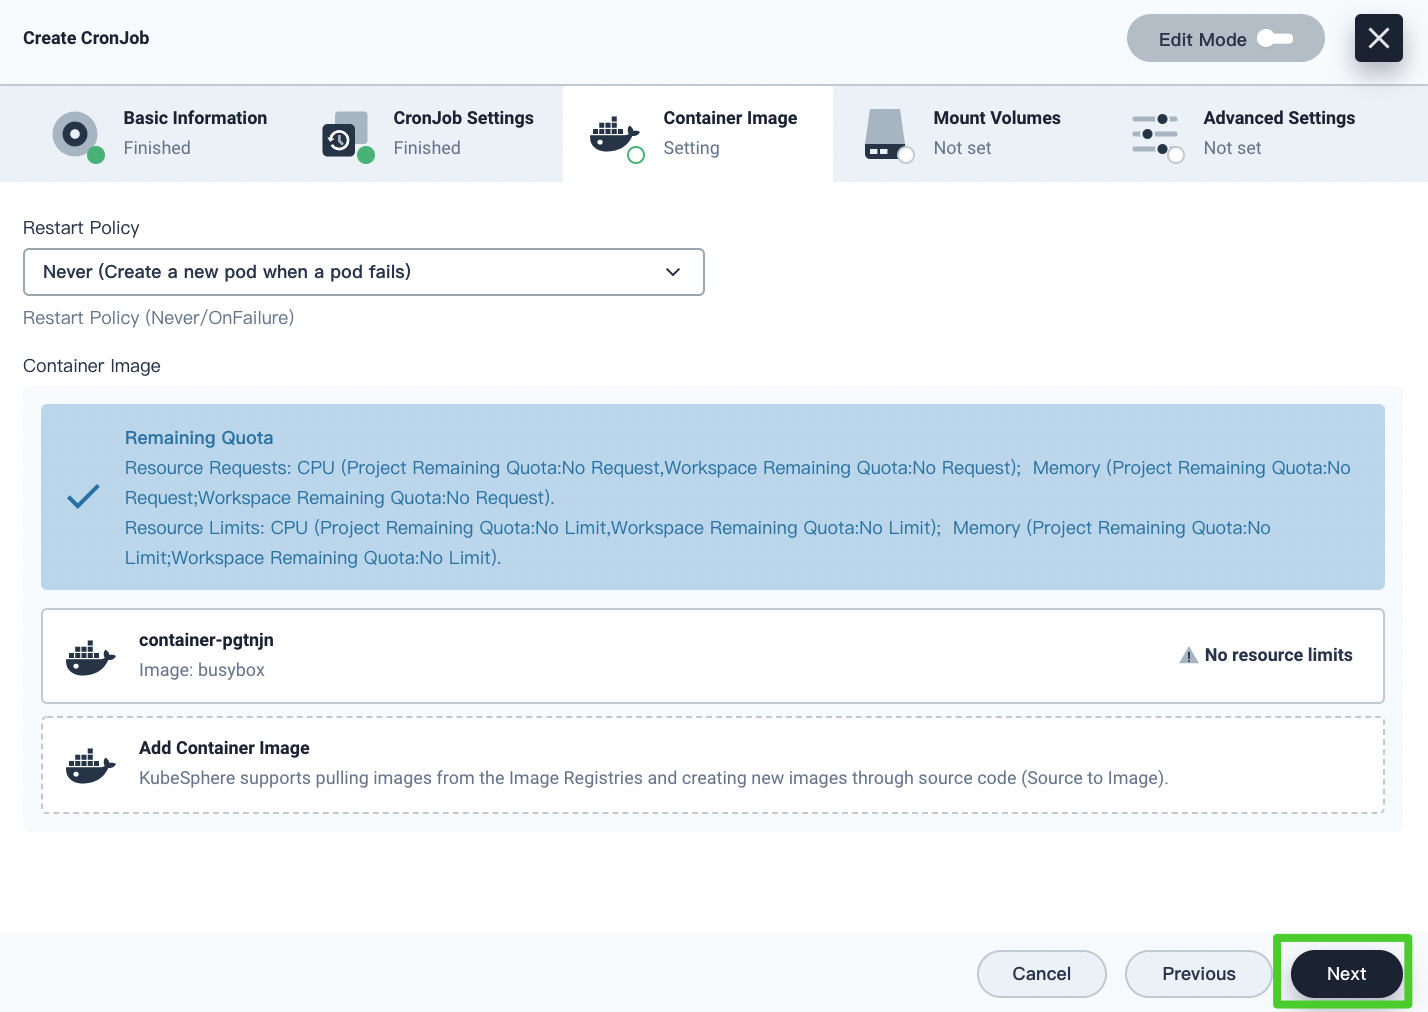 Create CronJob
Edit Mode
Basic Information
Finished
CronJob Settings
Finished
Container Image
Setting
Mount Volumes
Not set
Advanced Settings
Not set
Restart Policy
Never (Create a new pod when a pod fails)
Restart Policy (Never/OnFailure)
Container Image
Remaining Quota
Resource Requests: CPU (Project Remaining Quota:No Request,Workspace Remaining Quota:No Request);  Memory (Project Remaining Quota:No
Request;Workspace Remaining Quota:No Request).
Resource Limits: CPU (Project Remaining Quota:No Limit,Workspace Remaining Quota:No Limit);  Memory (Project Remaining Quota:No
Limit;Workspace Remaining Quota:No Limit).
container-pgtnjn
Image: busybox
No resource limits
Add Container Image
KubeSphere supports pulling images from the Image Registries and creating new images through source code (Source to Image).
Cancel
Previous
Next